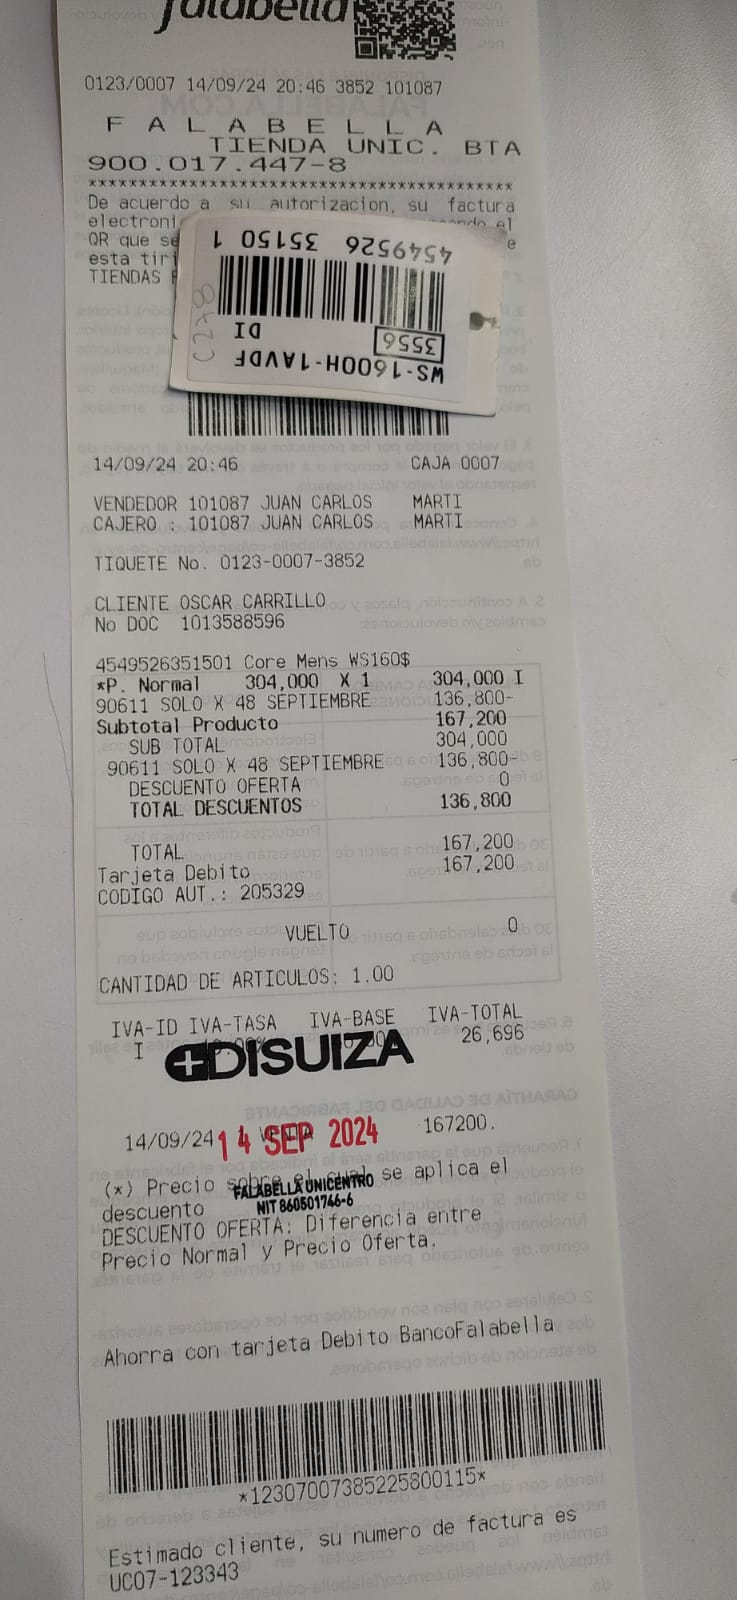 falabella
0123/0007 14/09/24 20:46 3852 101087
F A L A B E L L A
TIENDA UNIC. BTA
900.017.447-8
******************************************
De acuerdo a su autorizacion, su factura
electroni
QR que se
esta tiri
TIENDAS
4549526 35150 1
DI
3556
WS-1600H-1AVDF
14/09/24 20:46 CAJA 0007
VENDEDOR 101087 JUAN CARLOS MARTI
CAJERO : 101087 JUAN CARLOS MARTI
TIQUETE No. 0123-0007-3852
CLIENTE OSCAR CARRILLO
No DOC 1013588596
4549526351501 Core Mens WS160$
*P. Normal 304,000 X 1 304,000 I
90611 SOLO X 48 SEPTIEMBRE 136,800-
Subtotal Producto 167,200
SUB TOTAL 304,000
90611 SOLO X 48 SEPTIEMBRE 136,800-
DESCUENTO OFERTA 0
TOTAL DESCUENTOS 136,800
TOTAL 167,200
Tarjeta Debito 167,200
CODIGO AUT.: 205329
VUELTO 0
CANTIDAD DE ARTICULOS: 1.00
IVA-ID IVA-TASA IVA-BASE IVA-TOTAL
I 26,696
DISUIZA
14/09/24 167200.
14 SEP 2024
(*) Precio sobre el cual se aplica el
FALABELLA UNICENTRO
descuento
NIT 860501746-6
DESCUENTO OFERTA: Diferencia entre
Precio Normal y Precio Oferta.
Ahorra con tarjeta Debito BancoFalabella
*12307007385225800115*
Estimado cliente, su numero de factura es
UC07-123343